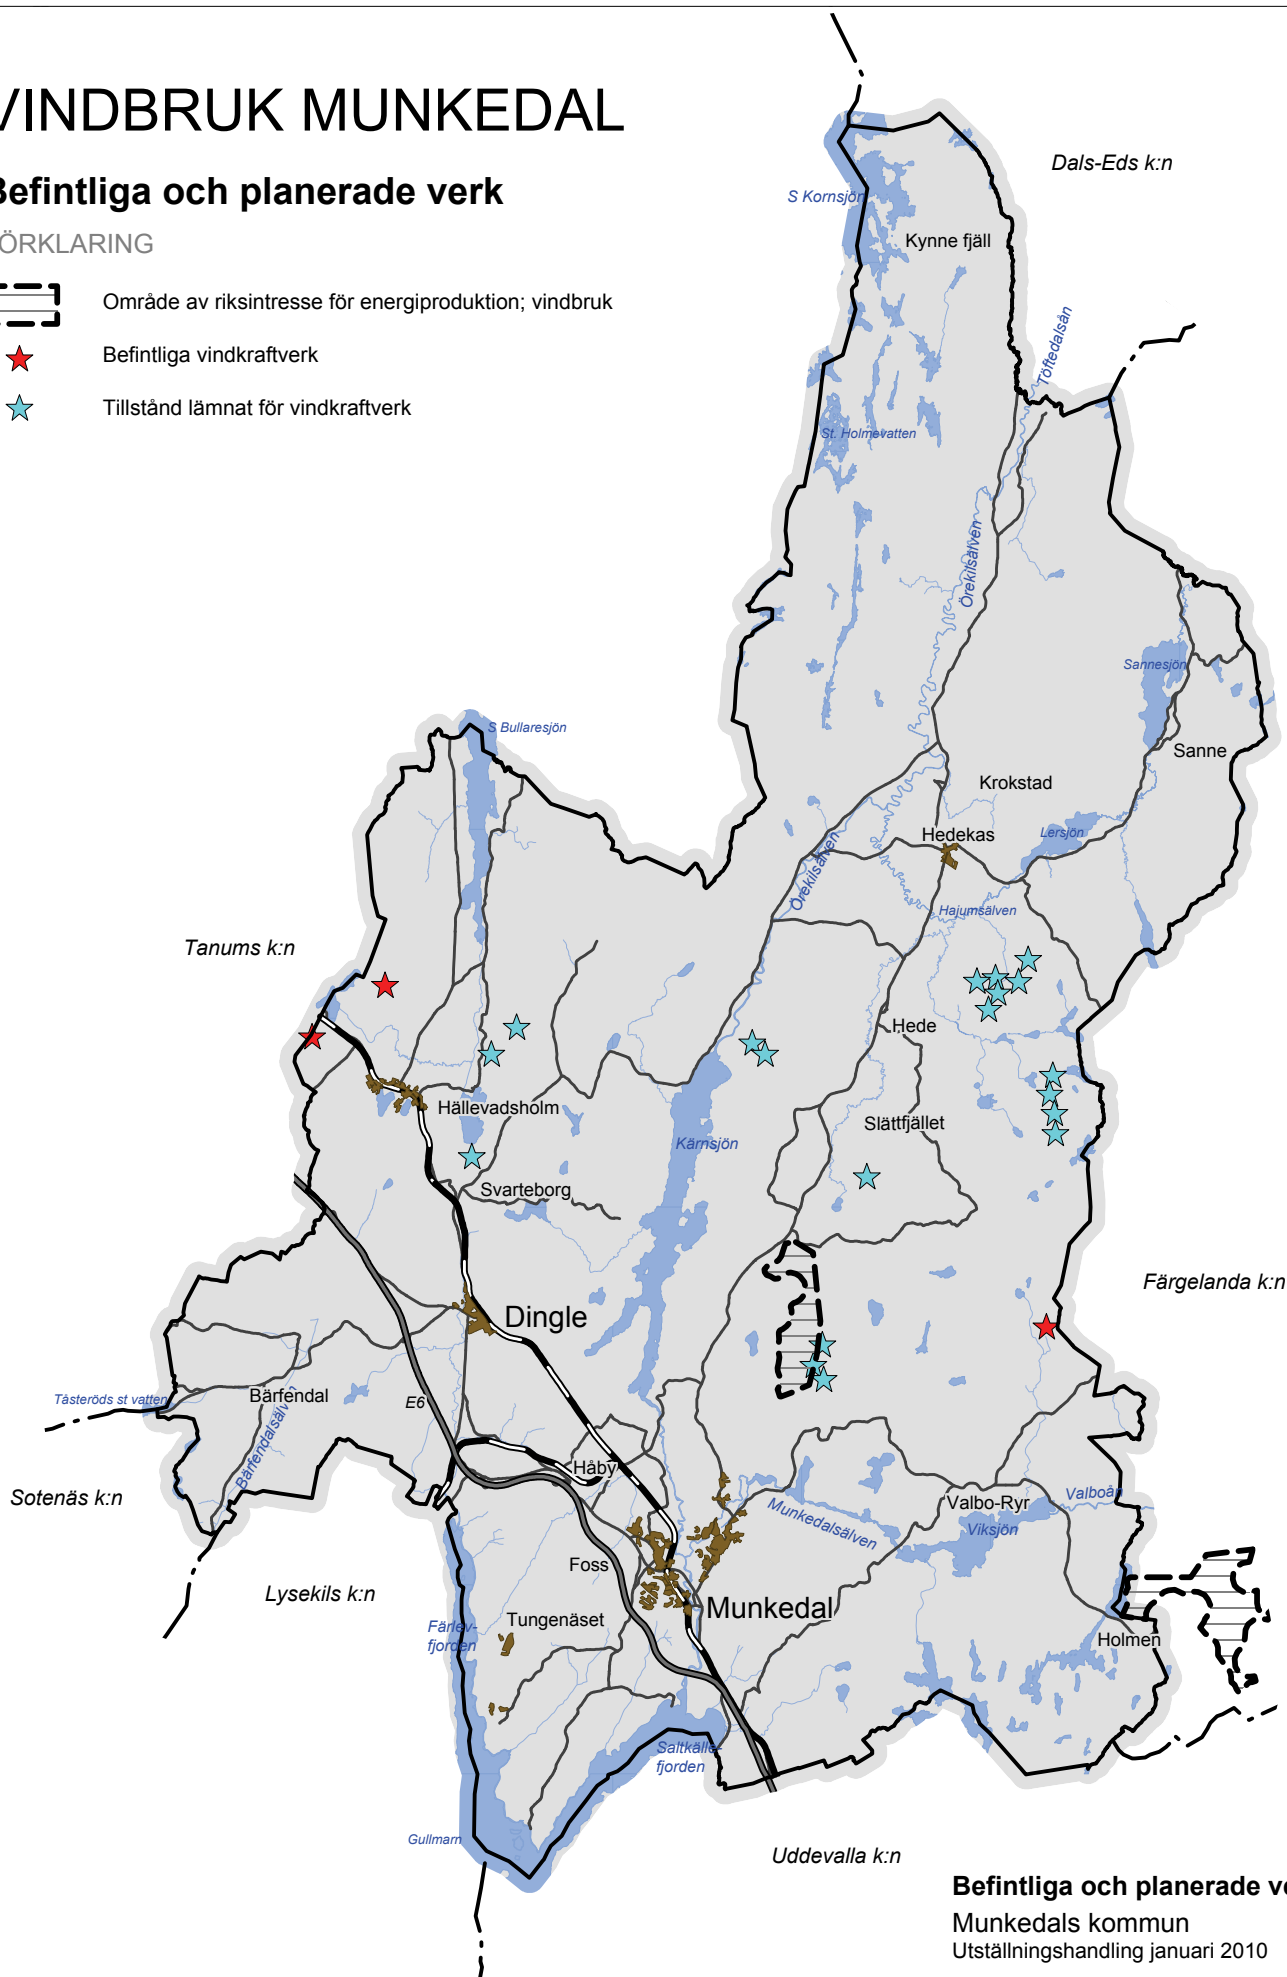 VINDBRUK MUNKEDAL
Befintliga och planerade verk
ÖRKLARING
Område av riksintresse för energiproduktion; vindbruk
Befintliga vindkraftverk
Tillstånd lämnat för vindkraftverk
Dals-Eds k:n
S Kornsjön
Kynne fjäll
Töftedalsån
St. Holmevatten
Örekilsälven
Sannesjön
S Bullaresjön
Sanne
Krokstad
Hedekas
Lersjön
Örekilsälven
Hajumsälven
Tanums k:n
Hede
Hällevadsholm
Slättfjället
Kärnsjön
Svarteborg
Färgelanda k:n
Dingle
Bärfendal
Tåsteröds st vatten
E6
Bärfendalsälv
Håby
Sotenäs k:n
Valboån
Valbo-Ryr
Munkedalsälven
Viksjön
Foss
Lysekils k:n
Munkedal
Tungenäset
Färlev-
fjorden
Holmen
Saltkälle-
fjorden
Gullmarn
Uddevalla k:n
Befintliga och planerade ve
Munkedals kommun
Utställningshandling januari 2010